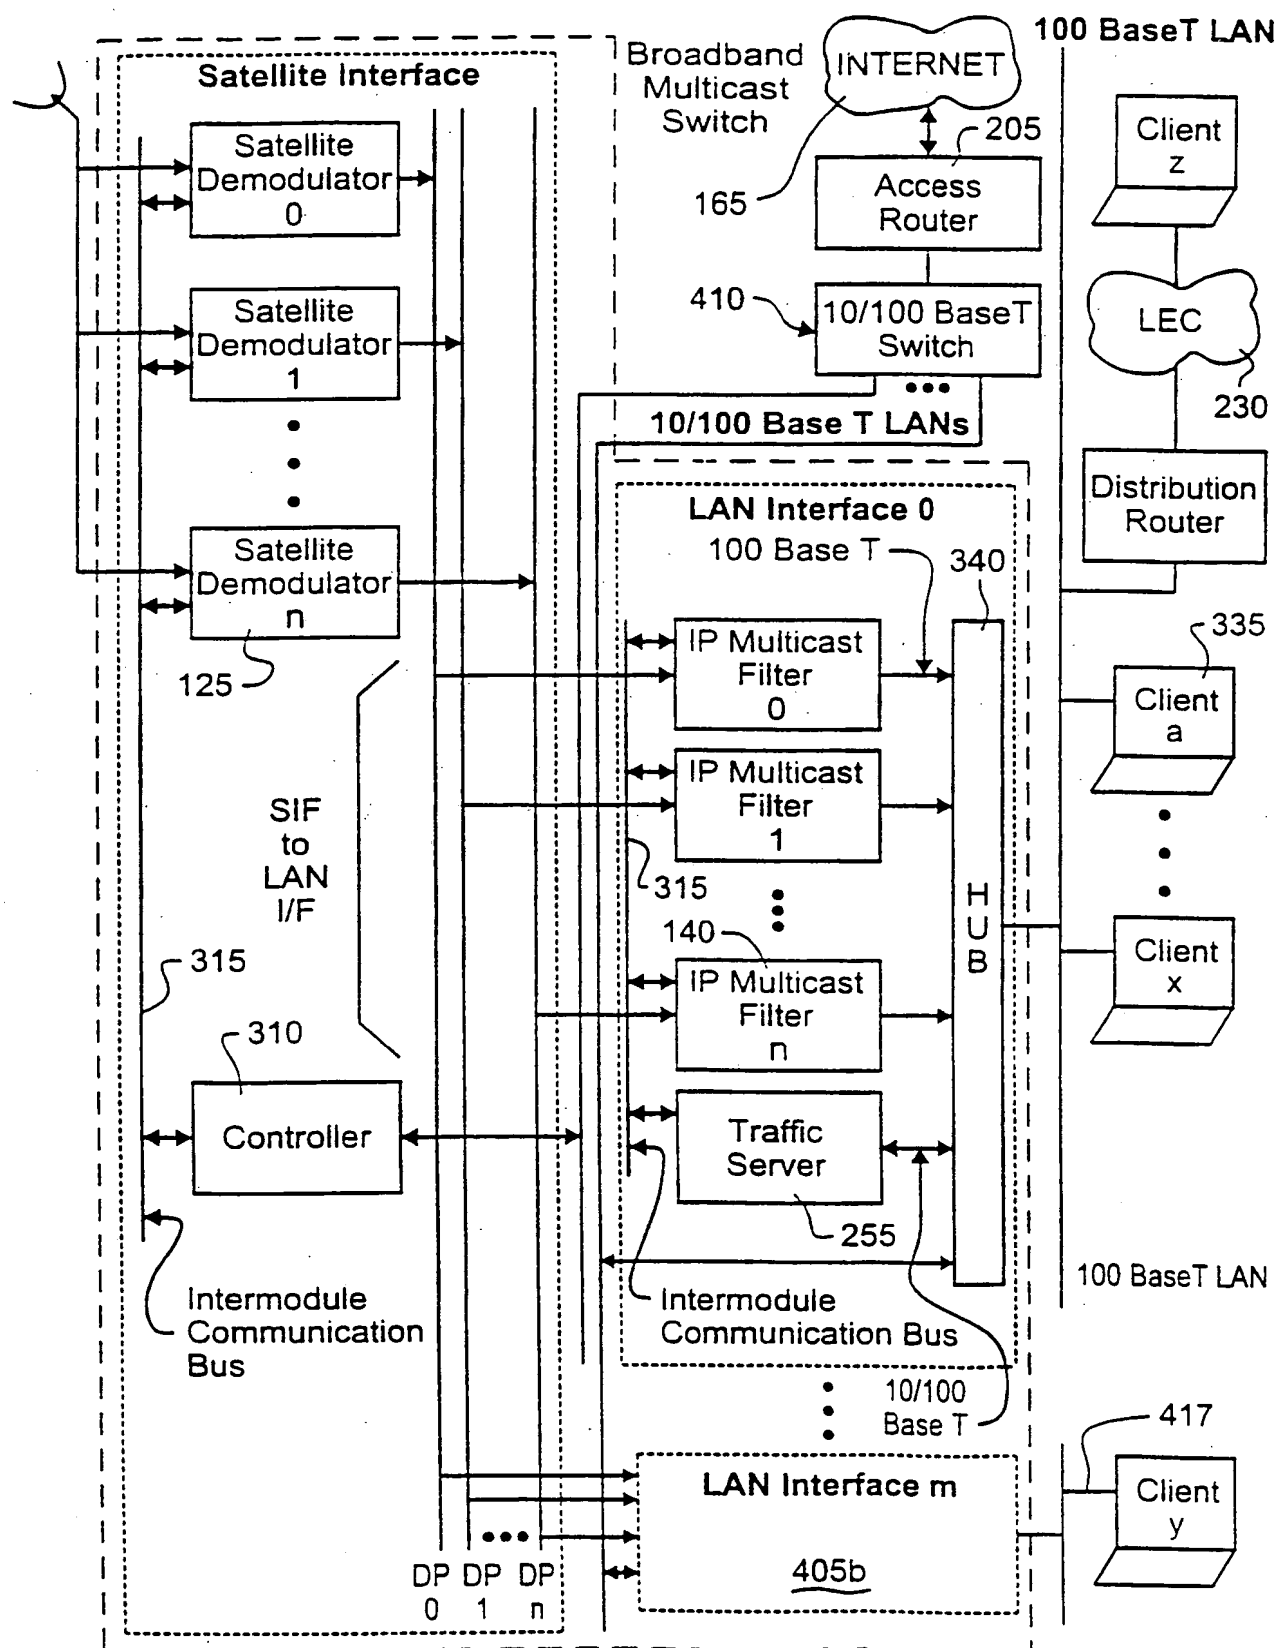 100 BaseT LAN
Satellite Interface
Broadband
Multicast
Switch
INTERNET
165
205
Access
Router
410
10/100 BaseT
Switch
•••
10/100 Base T LANs
Client
z
LEC
230
Distribution
Router
Satellite
Demodulator
0
Satellite
Demodulator
1
Satellite
Demodulator
n
125
SIF
to
LAN
I/F
315
310
Controller
Intermodule
Communication
Bus
LAN Interface 0
100 Base T
340
IP Multicast
Filter
0
IP Multicast
Filter
1
315
140
IP Multicast
Filter
n
Traffic
Server
255
HUB
Intermodule
Communication Bus
10/100
Base T
335
Client
a
Client
x
100 BaseT LAN
417
Client
y
LAN Interface m
405b
DP DP DP
0 1 n